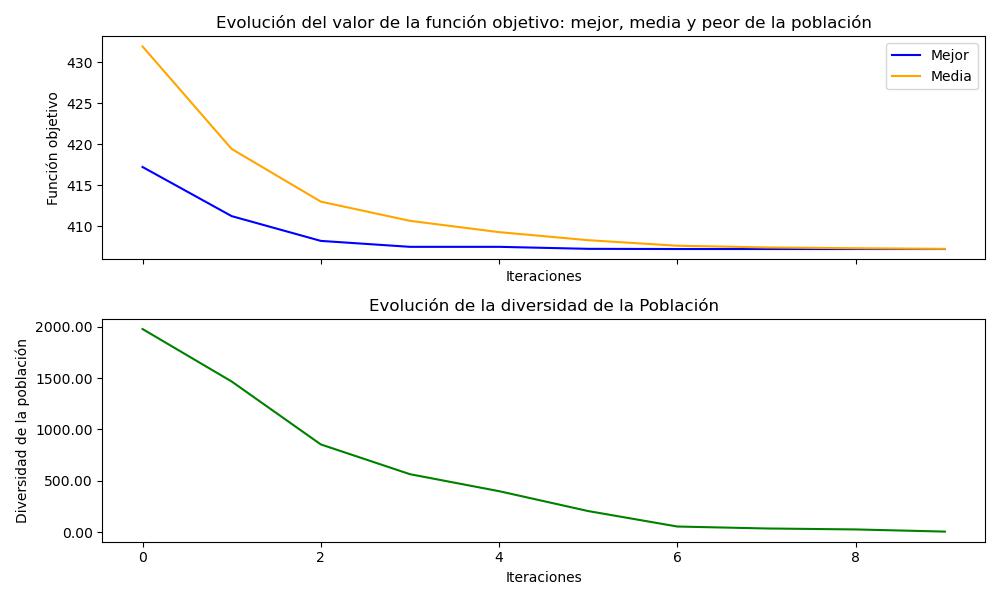 Evolución del valor de la función objetivo: mejor, media y peor de la población
Mejor
Media
430
425
420
415
410
Función objetivo
Iteraciones
Evolución de la diversidad de la Población
2000.00
1500.00
1000.00
500.00
0.00
Diversidad de la población
0 2 4 6 8
Iteraciones